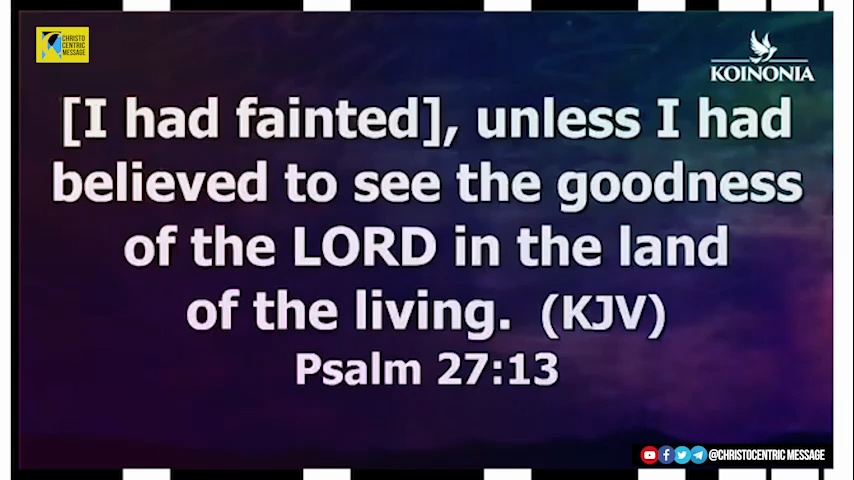 CHRISTO
CENTRIC
MESSAGE
KOINONIA
[I had fainted], unless I had
believed to see the goodness
of the LORD in the land
of the living. (KJV)
Psalm 27:13
@CHRISTOCENTRIC MESSAGE